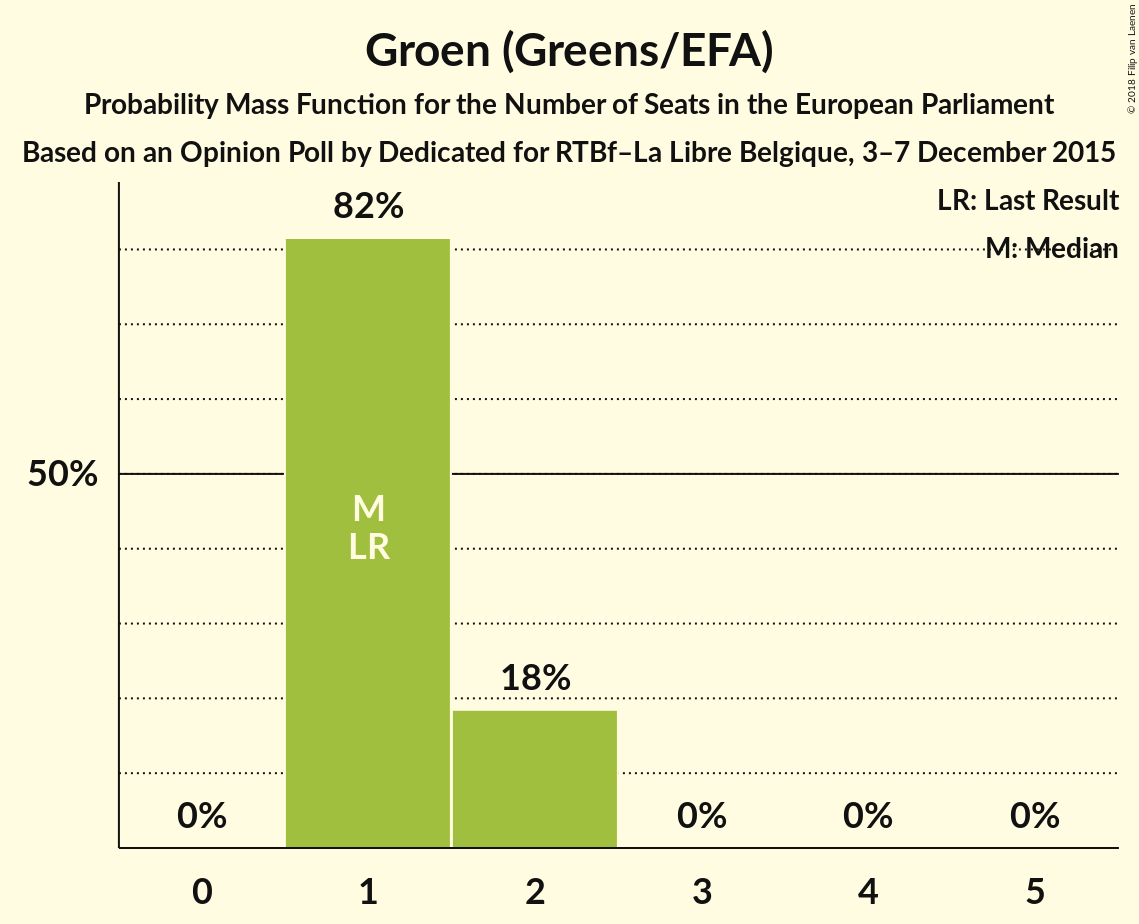 Groen (Greens/EFA)
Probability Mass Function for the Number of Seats in the European Parliament
Based on an Opinion Poll by Dedicated for RTBf–La Libre Belgique, 3–7 December 2015
© 2018 Filip van Laenen
LR: Last Result
M: Median
82%
50%
M
LR
18%
0%
0%
0%
0%
0
1
2
3
4
5